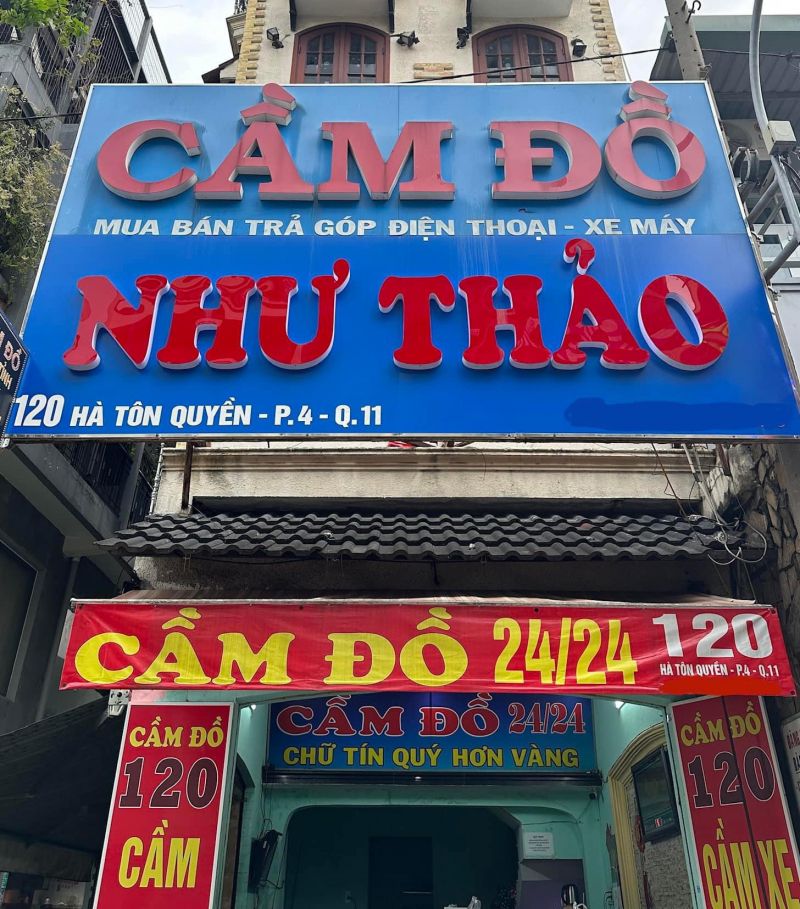 CẦM ĐỒ
MUA BÁN TRẢ GÓP ĐIỆN THOẠI - XE MÁY
NHƯ THẢO
120 HÀ TÔN QUYỀN - P.4 - Q.11
ĐỒ
CẦM ĐỒ 24/24
120
HÀ TÔN QUYỀN - P.4 - Q.11
CẦM ĐỒ 24/24
CHỮ TÍN QUÝ HƠN VÀNG
CẦM ĐỒ
120
CẦM
CẦM ĐỒ
120
CẦM XE